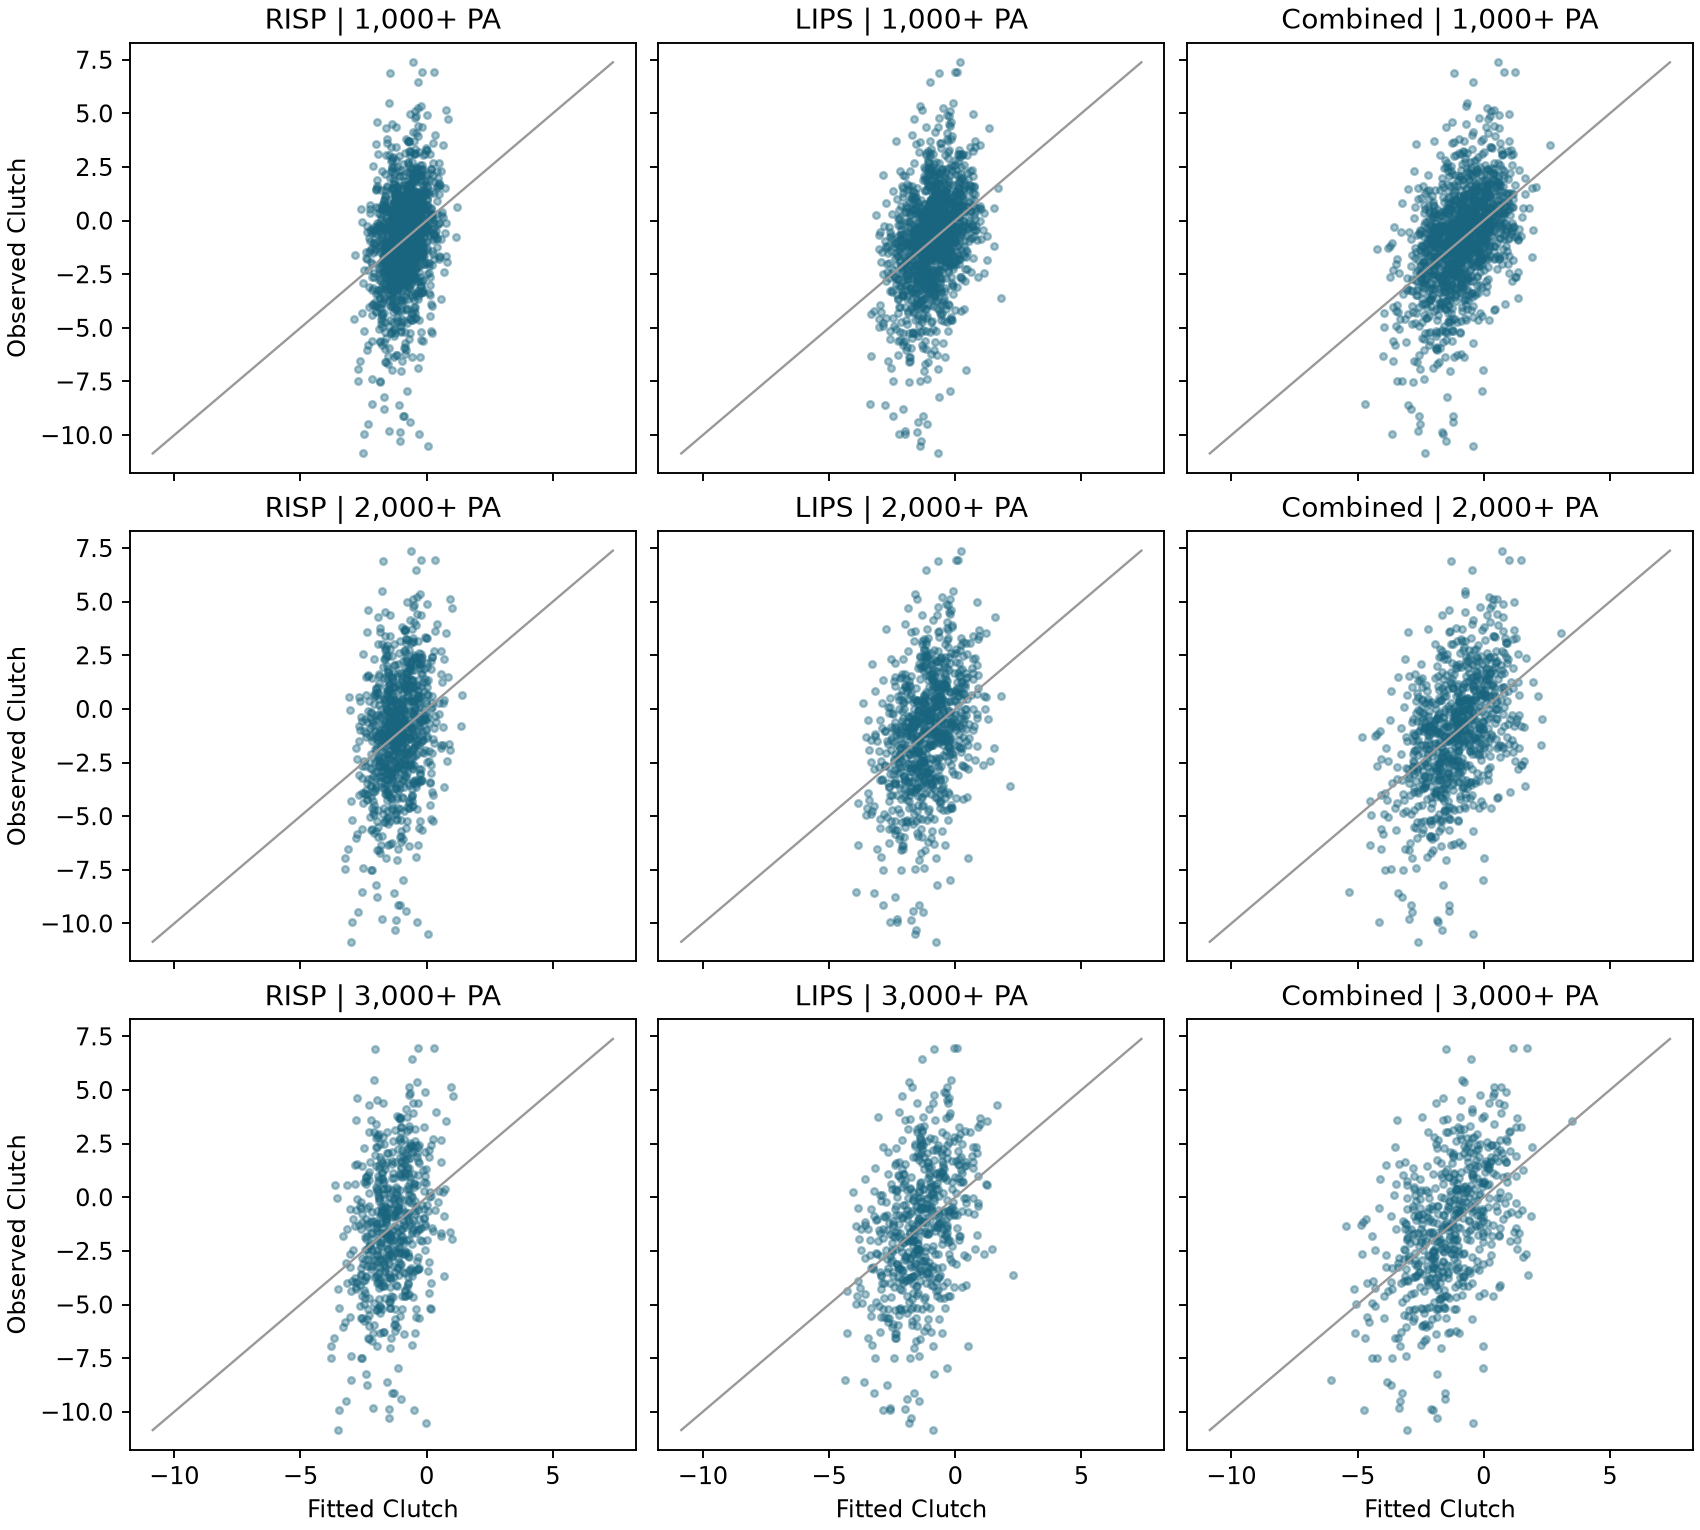 RISP | 1,000+ PA
LIPS | 1,000+ PA
Combined | 1,000+ PA
Observed Clutch
7.5
5.0
2.5
0.0
−2.5
−5.0
−7.5
−10.0
RISP | 2,000+ PA
LIPS | 2,000+ PA
Combined | 2,000+ PA
Observed Clutch
7.5
5.0
2.5
0.0
−2.5
−5.0
−7.5
−10.0
RISP | 3,000+ PA
LIPS | 3,000+ PA
Combined | 3,000+ PA
Observed Clutch
7.5
5.0
2.5
0.0
−2.5
−5.0
−7.5
−10.0
−10 −5 0 5
−10 −5 0 5
−10 −5 0 5
Fitted Clutch
Fitted Clutch
Fitted Clutch